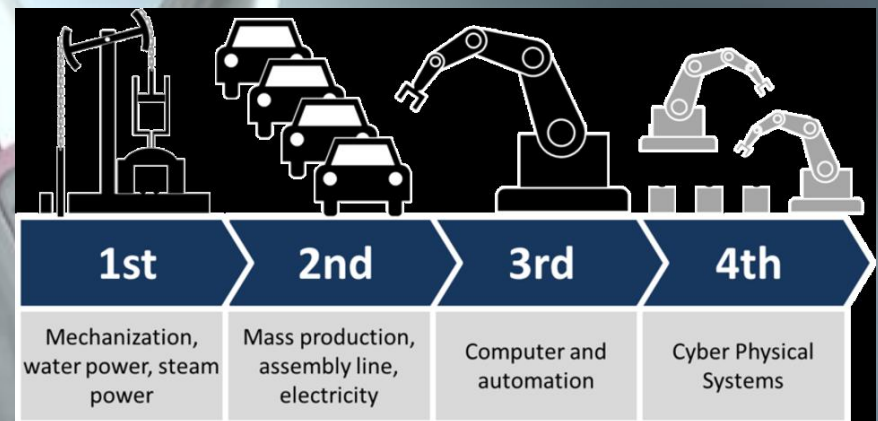 1st
2nd
3rd
4th
Mechanization,
water power, steam
power
Mass production,
assembly line,
electricity
Computer and
automation
Cyber Physical
Systems